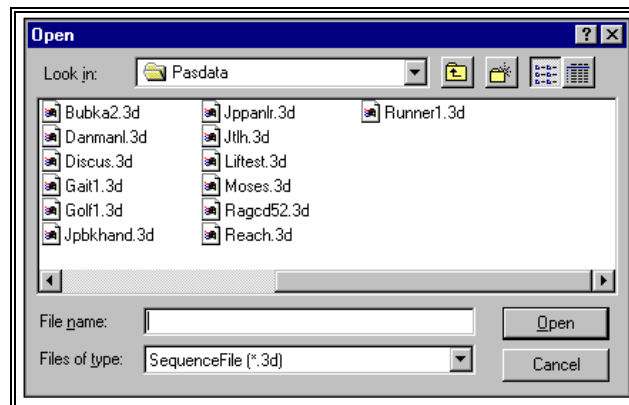 Open
Look in: Pasdata
Bubka2.3d Jppanlr.3d Runner1.3d
Danmanl.3d Jtlh.3d
Discus.3d Liftest.3d
Gait1.3d Moses.3d
Golf1.3d Ragcd52.3d
Jpbkhand.3d Reach.3d
File name: Open
Files of type: SequenceFile (*.3d) Cancel